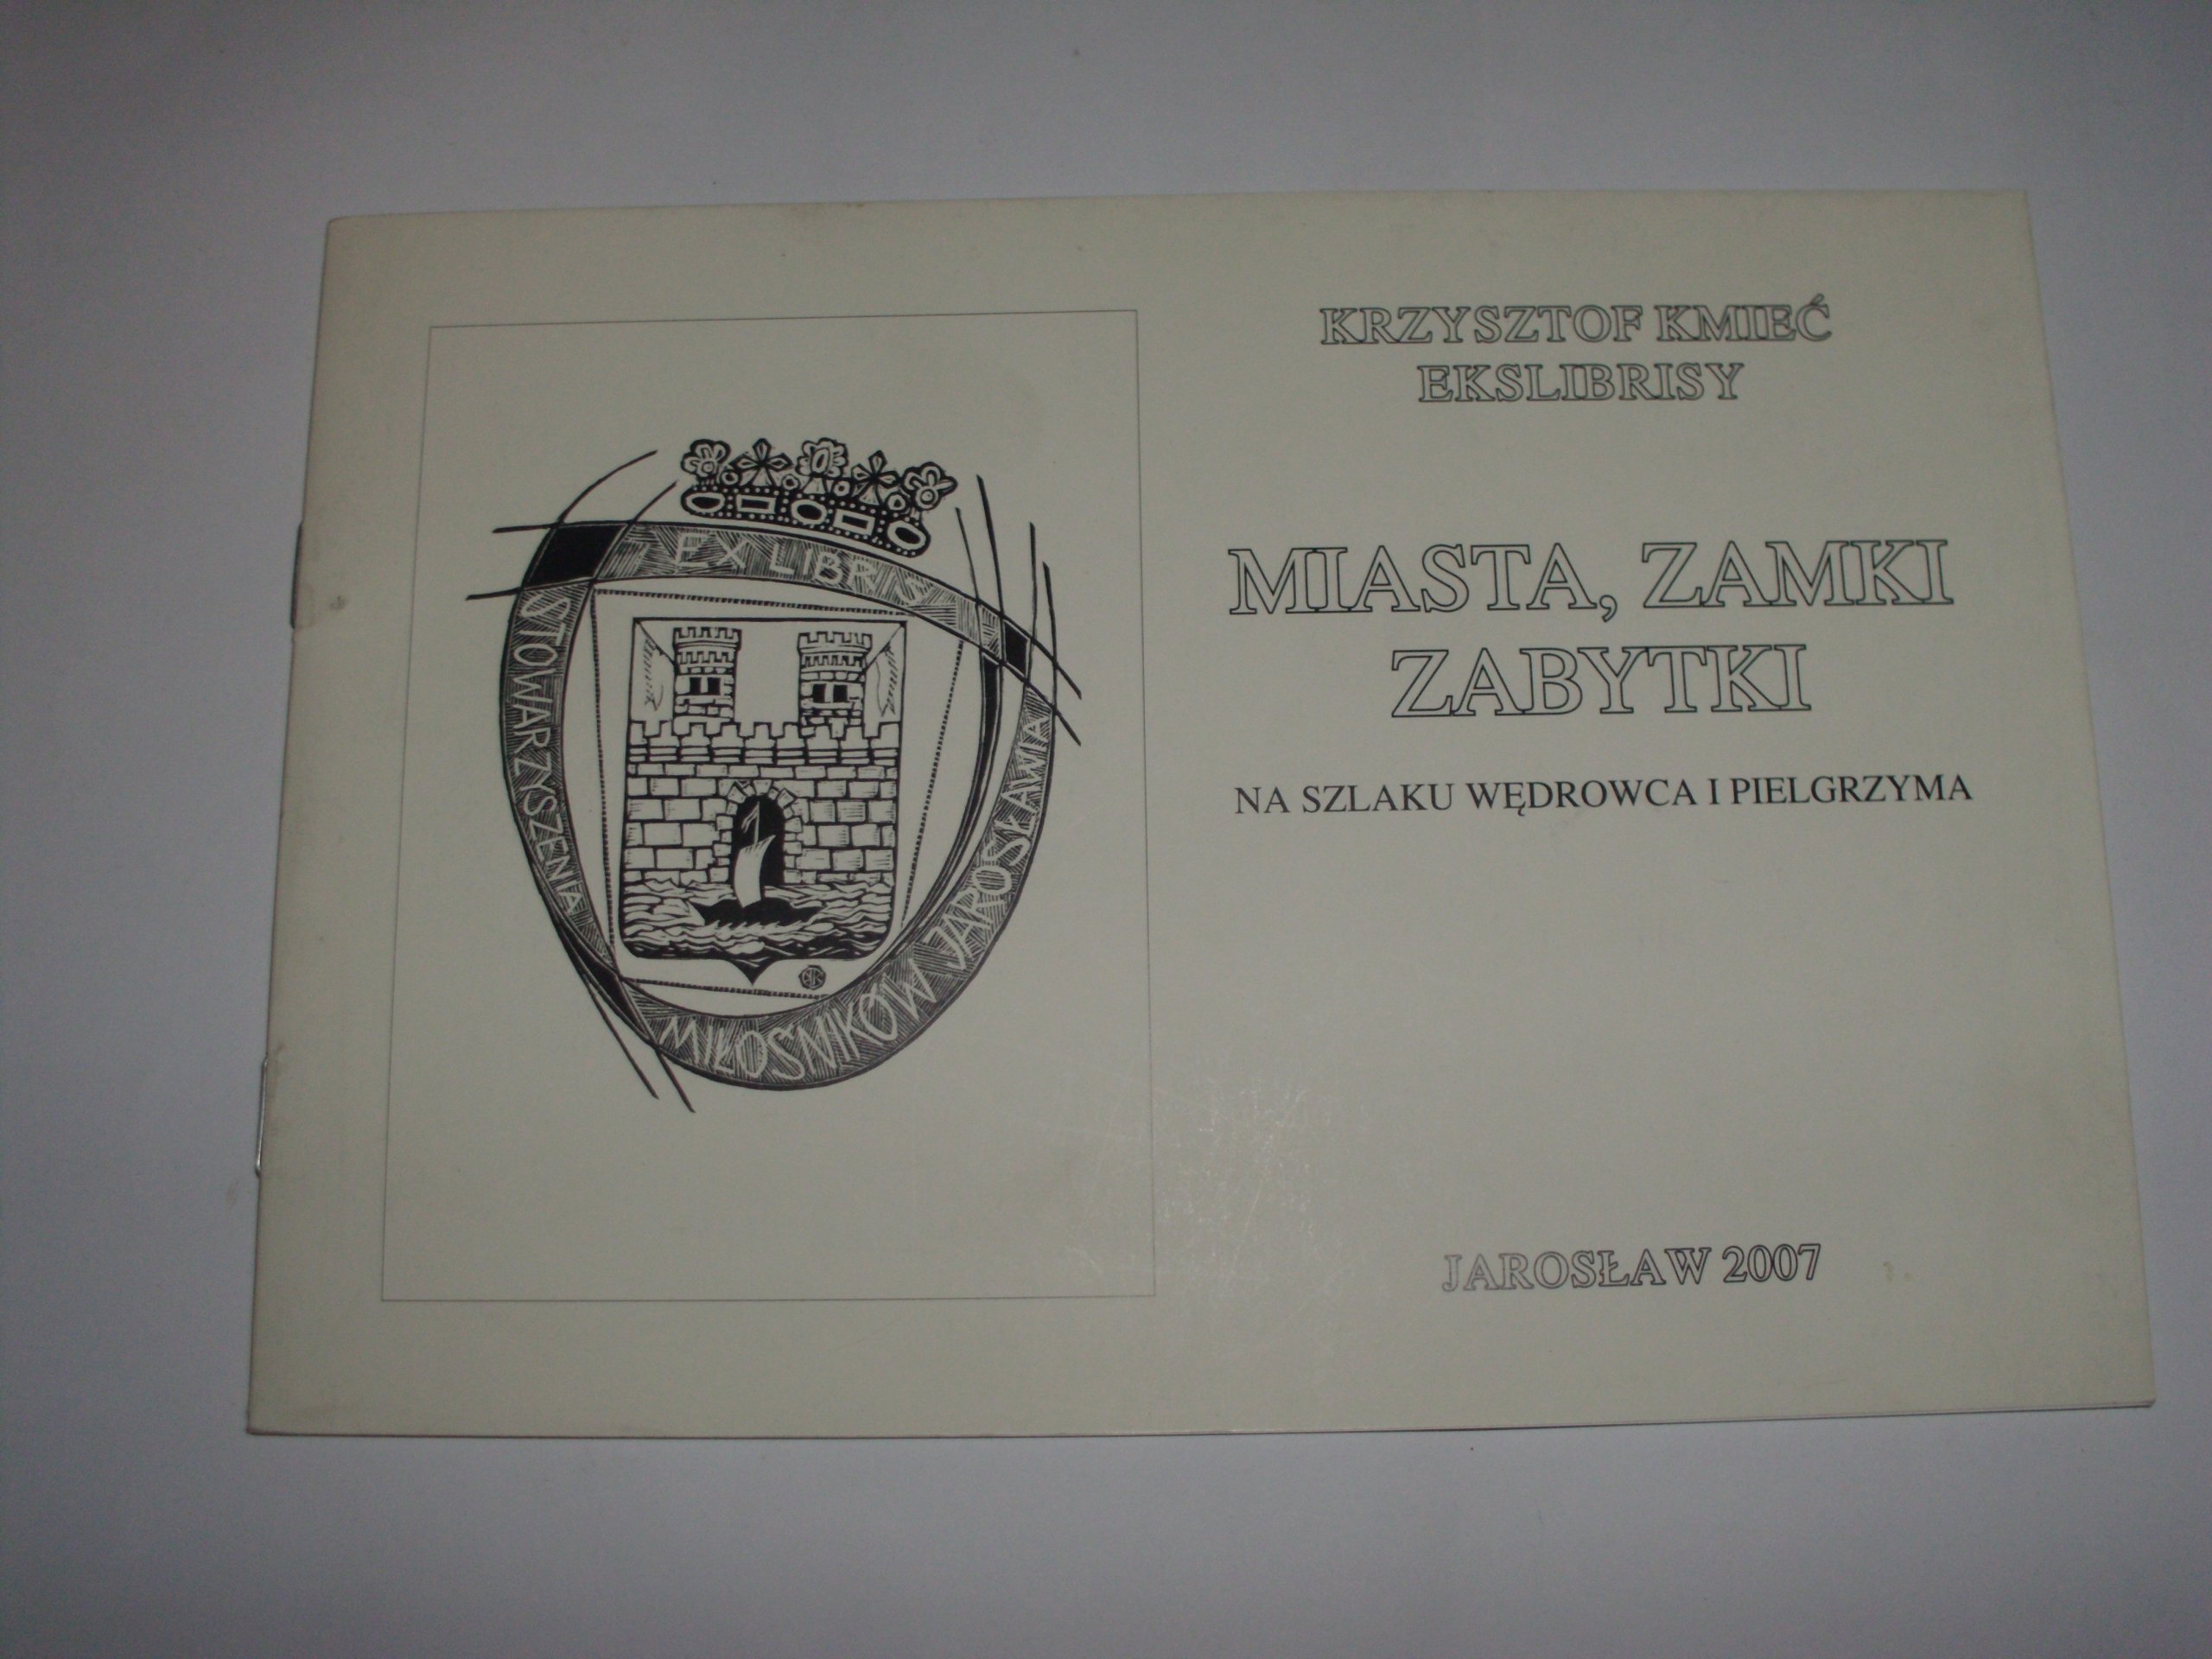 KRZYSZTOF KMIEĆ
EKSLIBRISY
MIASTA, ZAMKI
ZABYTKI
NA SZLAKU WĘDROWCA I PIELGRZYMA
JAROSŁAW 2007
EX LIBRIS
STOWARZYSZENIA
MIŁOŚNIKÓW JAROSŁAWIA